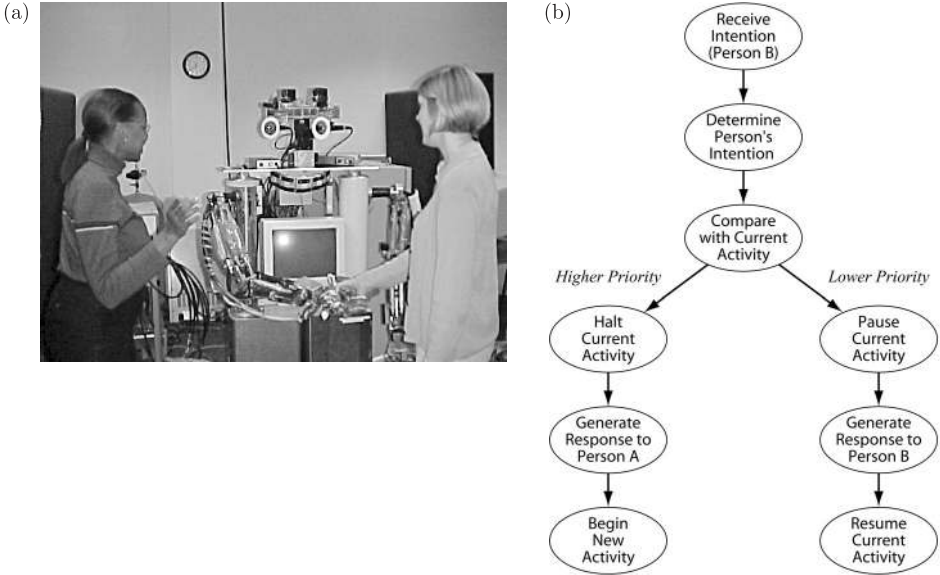 (a)
(b)
Receive
Intention
(Person B)
Determine
Person's
Intention
Compare
with Current
Activity
Higher Priority
Lower Priority
Halt
Current
Activity
Pause
Current
Activity
Generate
Response to
Person A
Generate
Response to
Person B
Begin
New
Activity
Resume
Current
Activity